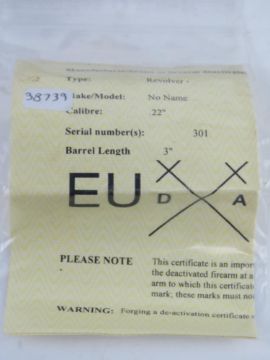 Type: Revolver -
38739
Make/Model: No Name
Calibre: .22"
Serial number(s): 301
Barrel Length 3"
EU
D A
PLEASE NOTE This certificate is an impor
the deactivated firearm at a
arm to which this certificate
mark; these marks must no
WARNING: Forging a de-activation certificate